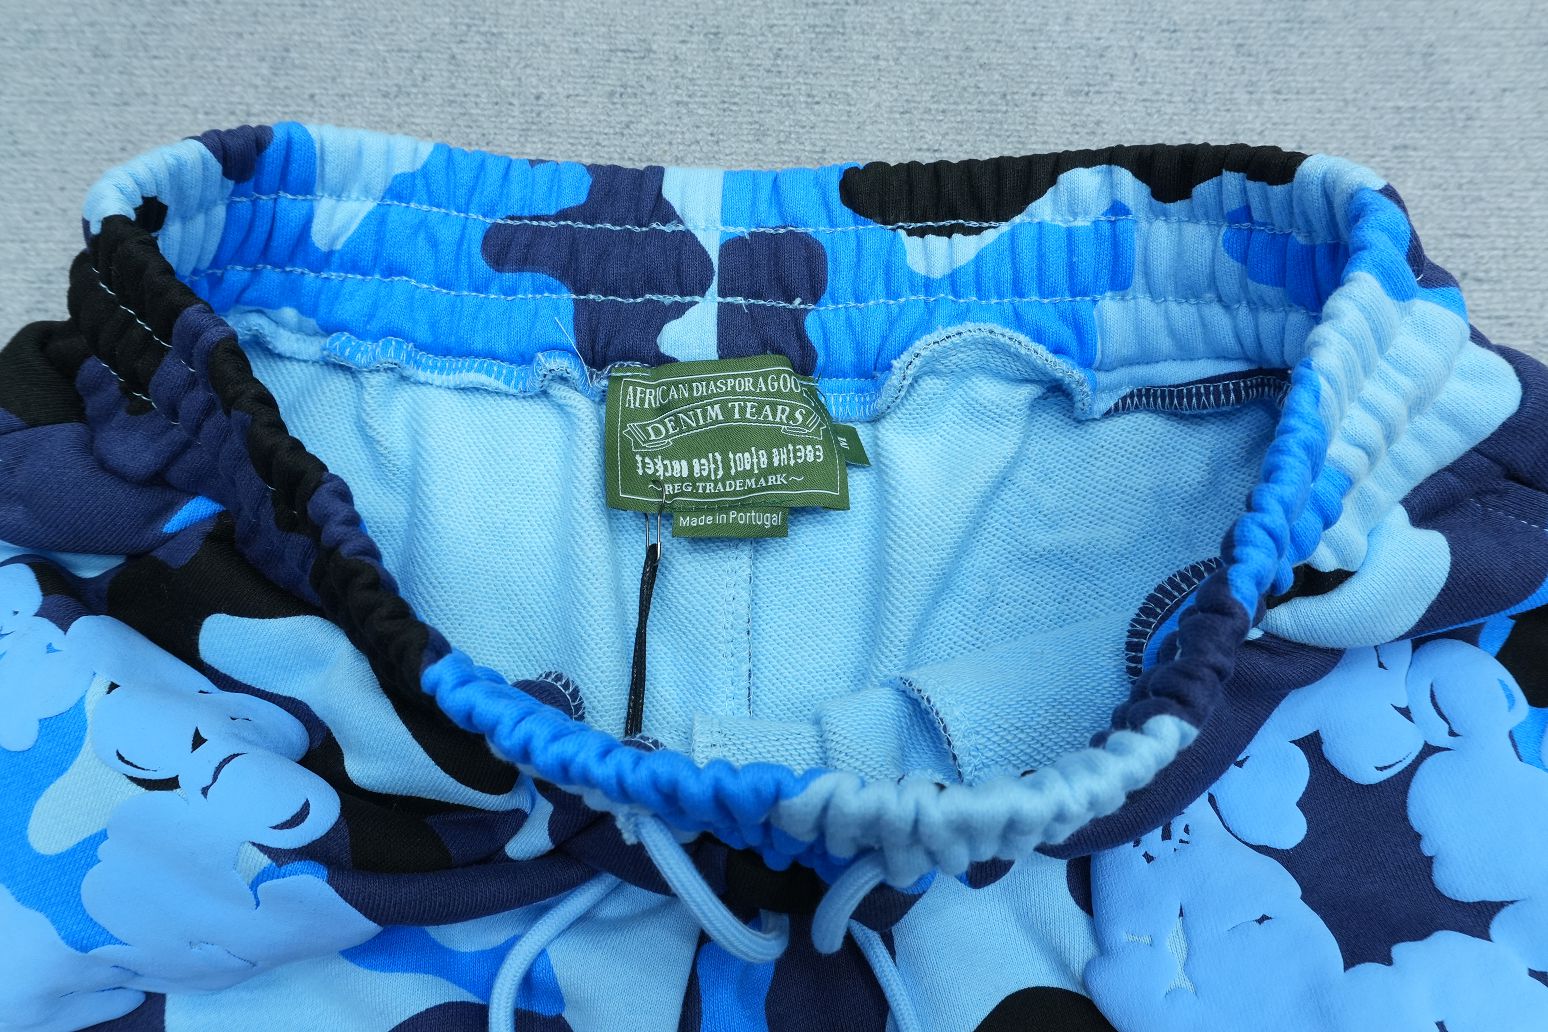 AFRICAN DIASPORA GOO
DENIM TEARS
~REG.TRADEMARK~
M
Made in Portugal